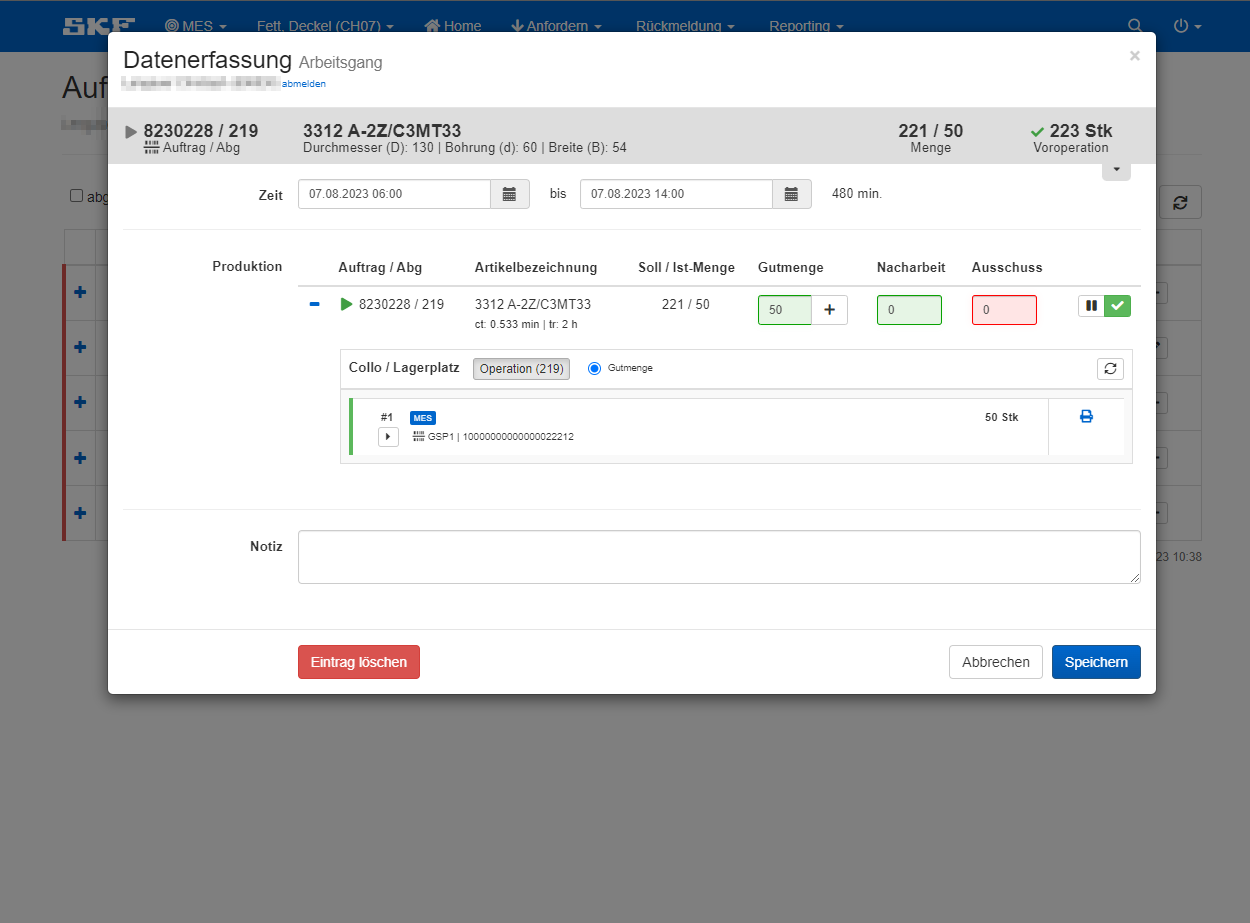 SKF MES Fett, Deckel (CH07) Home Anfordern Rückmeldung Reporting
Auf
Datenerfassung Arbeitsgang ×
abmelden
8230228 / 219 3312 A-2Z/C3MT33 221 / 50 223 Stk
Auftrag / Abg Durchmesser (D): 130 | Bohrung (d): 60 | Breite (B): 54 Menge Voroperation
abg
Zeit 07.08.2023 06:00 bis 07.08.2023 14:00 480 min.
Produktion Auftrag / Abg Artikelbezeichnung Soll / Ist-Menge Gutmenge Nacharbeit Ausschuss
8230228 / 219 3312 A-2Z/C3MT33 221 / 50 50 0 0
ct: 0.533 min | tr: 2 h
Collo / Lagerplatz Operation (219) Gutmenge
#1 MES 50 Stk
GSP1 | 10000000000000022212
Notiz
23 10:38
Eintrag löschen Abbrechen Speichern